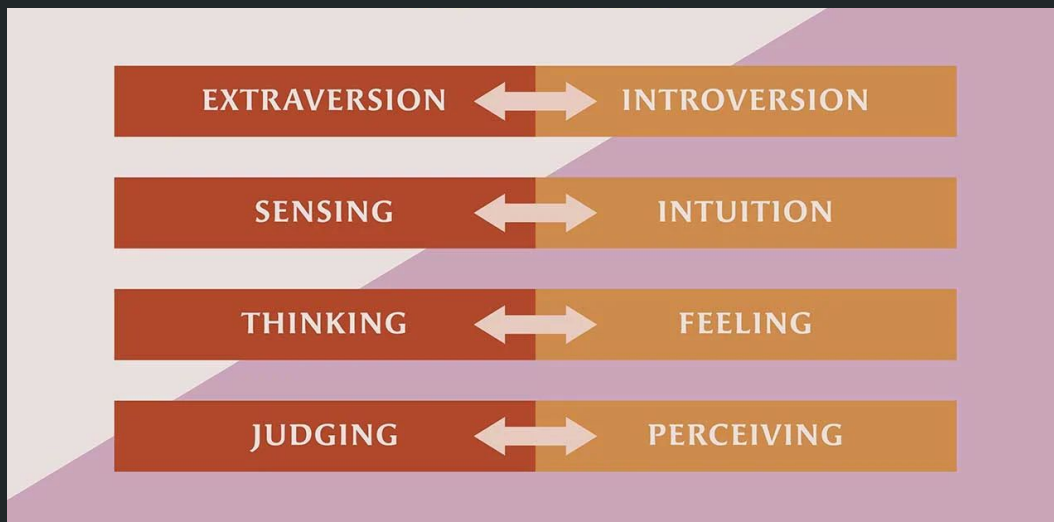 EXTRAVERSION INTROVERSION
SENSING INTUITION
THINKING FEELING
JUDGING PERCEIVING